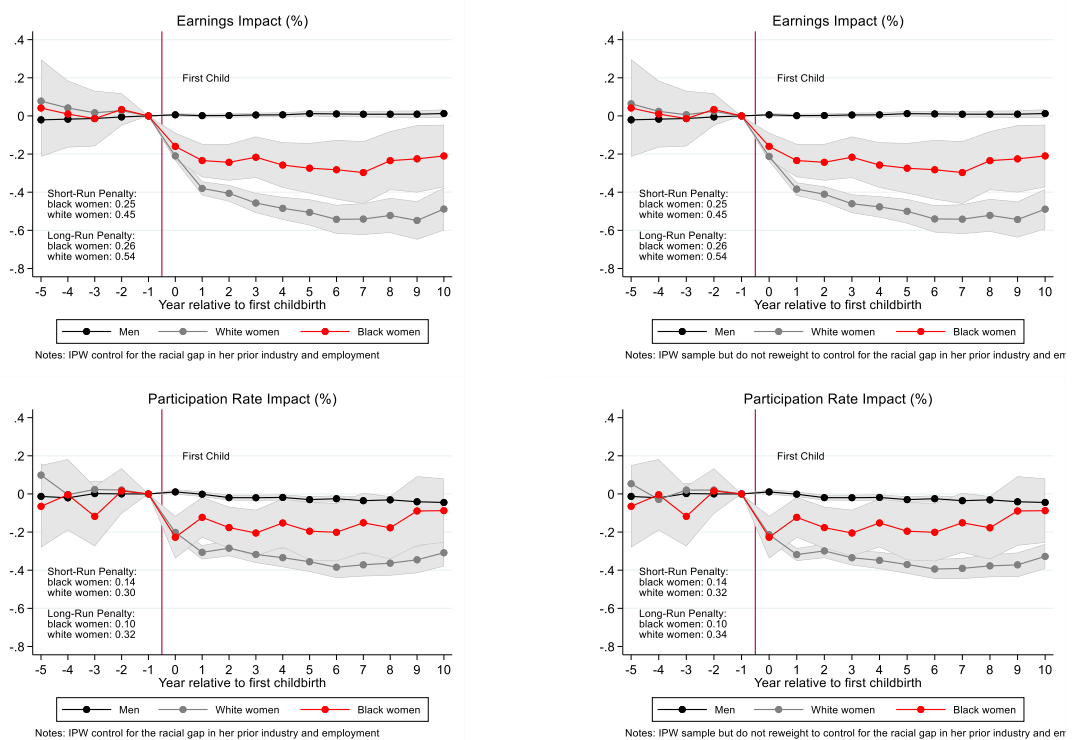 Earnings Impact (%)
.4
.2
0
-.2
-.4
-.6
-.8
First Child
Short-Run Penalty:
black women: 0.25
white women: 0.45
Long-Run Penalty:
black women: 0.26
white women: 0.54
-5 -4 -3 -2 -1 0 1 2 3 4 5 6 7 8 9 10
Year relative to first childbirth
Men White women Black women
Notes: IPW control for the racial gap in her prior industry and employment
Earnings Impact (%)
.4
.2
0
-.2
-.4
-.6
-.8
First Child
Short-Run Penalty:
black women: 0.25
white women: 0.45
Long-Run Penalty:
black women: 0.26
white women: 0.54
-5 -4 -3 -2 -1 0 1 2 3 4 5 6 7 8 9 10
Year relative to first childbirth
Men White women Black women
Notes: IPW sample but do not reweight to control for the racial gap in her prior industry and em
Participation Rate Impact (%)
.4
.2
0
-.2
-.4
-.6
-.8
First Child
Short-Run Penalty:
black women: 0.14
white women: 0.30
Long-Run Penalty:
black women: 0.10
white women: 0.32
-5 -4 -3 -2 -1 0 1 2 3 4 5 6 7 8 9 10
Year relative to first childbirth
Men White women Black women
Notes: IPW control for the racial gap in her prior industry and employment
Participation Rate Impact (%)
.4
.2
0
-.2
-.4
-.6
-.8
First Child
Short-Run Penalty:
black women: 0.14
white women: 0.32
Long-Run Penalty:
black women: 0.10
white women: 0.34
-5 -4 -3 -2 -1 0 1 2 3 4 5 6 7 8 9 10
Year relative to first childbirth
Men White women Black women
Notes: IPW sample but do not reweight to control for the racial gap in her prior industry and em